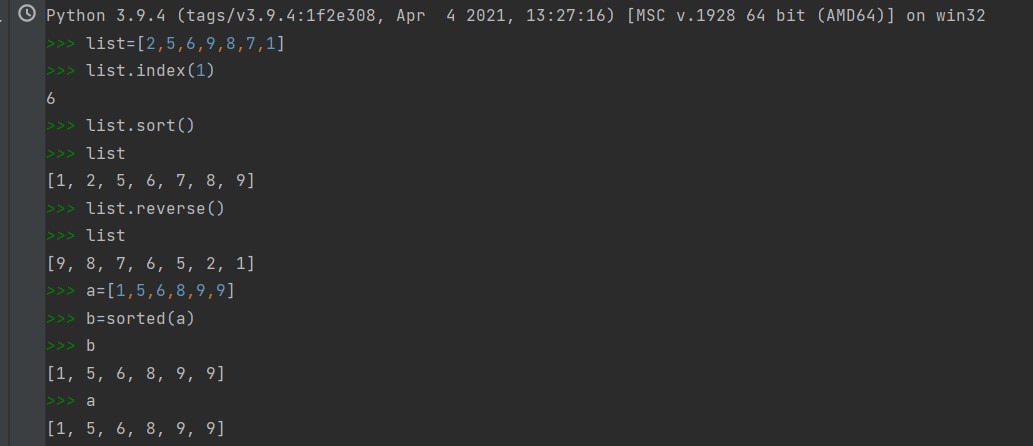 Python 3.9.4 (tags/v3.9.4:1f2e308, Apr  4 2021, 13:27:16) [MSC v.1928 64 bit (AMD64)] on win32
>>> list=[2,5,6,9,8,7,1]
>>> list.index(1)
6
>>> list.sort()
>>> list
[1, 2, 5, 6, 7, 8, 9]
>>> list.reverse()
>>> list
[9, 8, 7, 6, 5, 2, 1]
>>> a=[1,5,6,8,9,9]
>>> b=sorted(a)
>>> b
[1, 5, 6, 8, 9, 9]
>>> a
[1, 5, 6, 8, 9, 9]